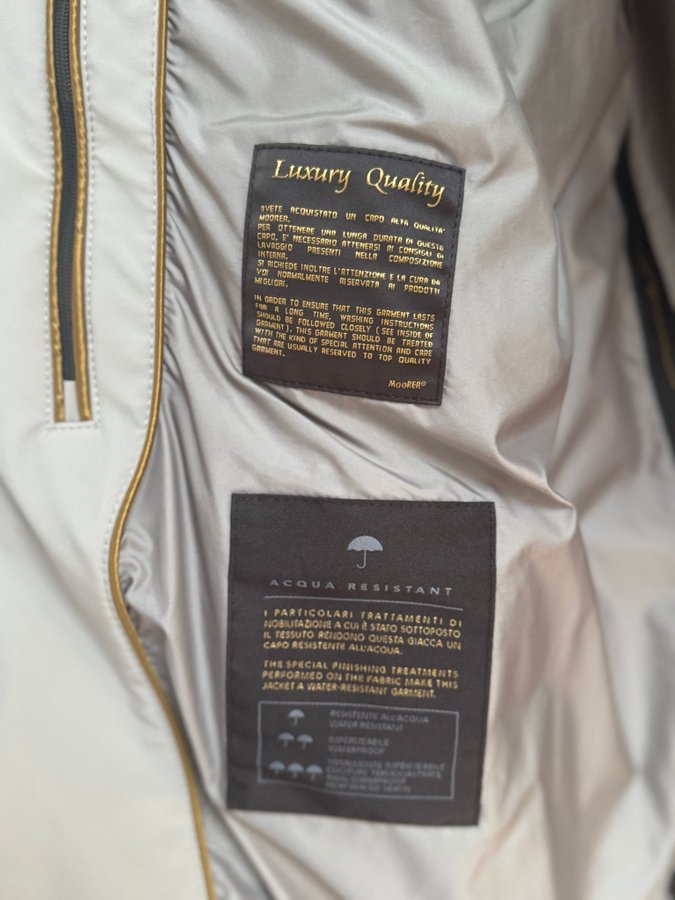 Luxury Quality
AVETE ACQUISTATO UN CAPO ALTA QUALITA'
MOORER.
PER OTTENERE UNA LUNGA DURATA DI QUESTO
CAPO, E' NECESSARIO ATTENERSI AI CONSIGLI DI
LAVAGGIO PRESENTI NELLA COMPOSIZIONE
INTERNA.
SI RICHIEDE INOLTRE L'ATTENZIONE E LA CURA DA
VOI NORMALMENTE RISERVATA AI PRODOTTI
MIGLIORI.
IN ORDER TO ENSURE THAT THIS GARMENT LASTS
FOR A LONG TIME, WASHING INSTRUCTIONS
SHOULD BE FOLLOWED CLOSELY (SEE INSIDE OF
GARMENT). THIS GARMENT SHOULD BE TREATED
WITH THE KIND OF SPECIAL ATTENTION AND CARE
THAT ARE USUALLY RESERVED TO TOP QUALITY
GARMENT.
MOORER®
ACQUA RESISTANT
I PARTICOLARI TRATTAMENTI DI
NOBILITAZIONE A CUI È STATO SOTTOPOSTO
IL TESSUTO RENDONO QUESTA GIACCA UN
CAPO RESISTENTE ALL'ACQUA.
THE SPECIAL FINISHING TREATMENTS
PERFORMED ON THE FABRIC MAKE THIS
JACKET A WATER-RESISTANT GARMENT.
RESISTENTE ALL'ACQUA
WATER RESISTANT
IMPERMEABILE
WATERPROOF
TOTALMENTE IMPERMEABILE
CUCITURE TERMONASTRATE
100% WATERPROOF